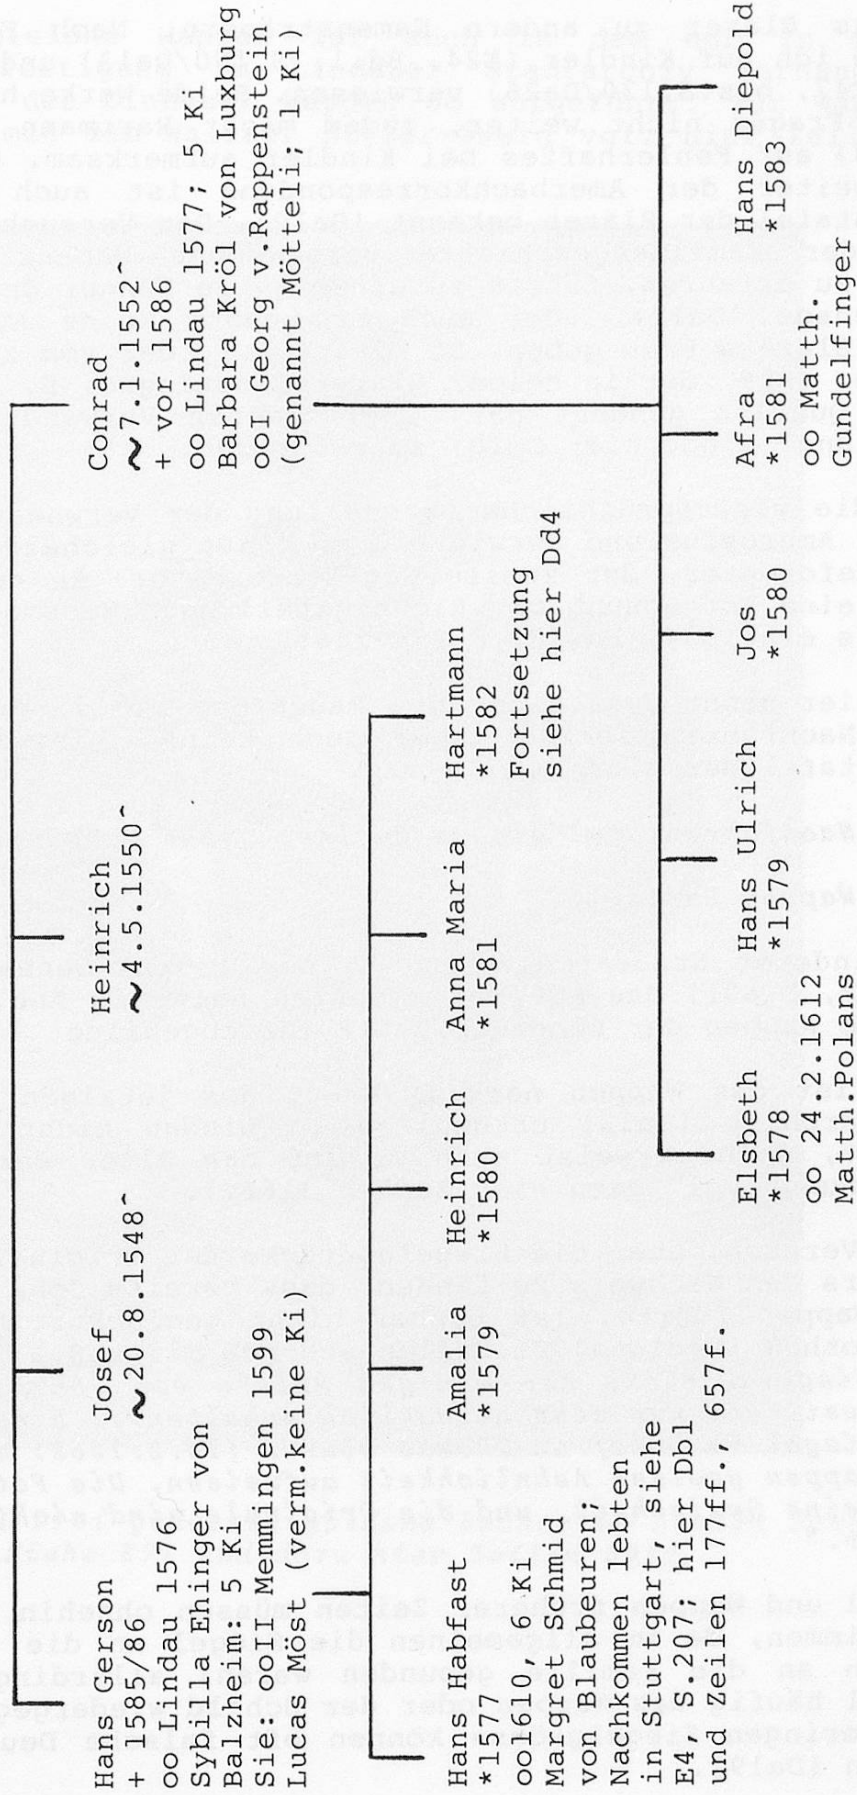 Hans Gerson
+ 1585/86
oo Lindau 1576
Sybilla Ehinger von
Balzheim: 5 Ki
Sii: ooII Memmingen 1599
Lucas Möst (verm.keine Ki)
Josef
~20.8.1548^
Heinrich
~4.5.1550^
Conrad
~7.1.1552^
+ vor 1586
oo Lindau 1577; 5 Ki
Barbara Kröl von Luxburg
ooI Georg v.Rappenstein
(genannt Mötteli; 1 Ki)
Hans Habfast
*1577
oo1610, 1 Ki
Margret Schmid
von Blaubeuren;
Nachkommen lebten
in Stuttgart, siehe
E4, S.20/; hier Db1
und Zeilen 177ff., 657f.
Amalia
*1579
Heinrich
*1580
Anna Maria
*1581
Hartmann
*1582
Fortsetzung
siehe hier Dd4
Elsbeth
*1578
oo 24.2.1612
Matth.Polans
Hans Ulrich
*1579
Jos
*1580
Afra
*1581
oo Matth.
Gundelfinger
Hans Diepold
*1583